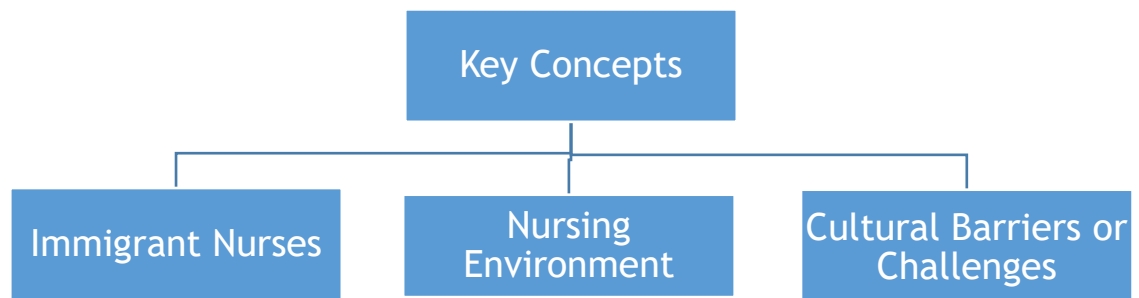 Key Concepts
Immigrant Nurses
Nursing
Environment
Cultural Barriers or
Challenges